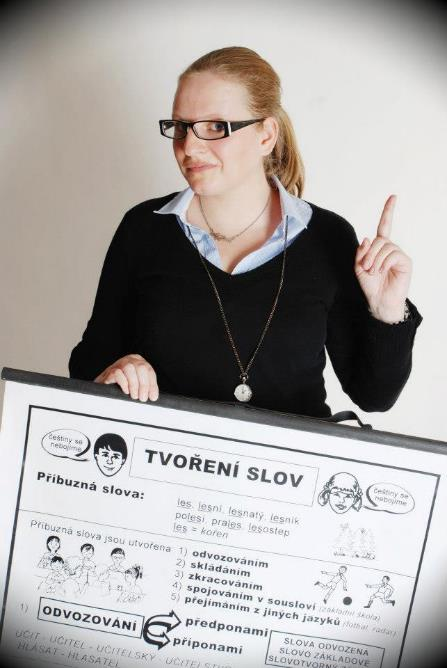 češtiny se nebojíme
TVOŘENÍ SLOV
češtiny se nebojíme
Příbuzná slova:
les, lesní, lesnatý, lesník
polesí, prales, lesostep
les = kořen
Příbuzná slova jsou utvořena
1) odvozováním
2) skládáním
3) zkracováním
4) spojováním v sousloví (základní škola)
5) přejímáním z jiných jazyků (fotbal, radar)
1) ODVOZOVÁNÍ
předponami
příponami
SLOVA ODVOZENÁ
SLOVO ZÁKLADOVÉ
UČIT - UČITEL - UČITELSKÝ
HLÁSAT - HLASATEL